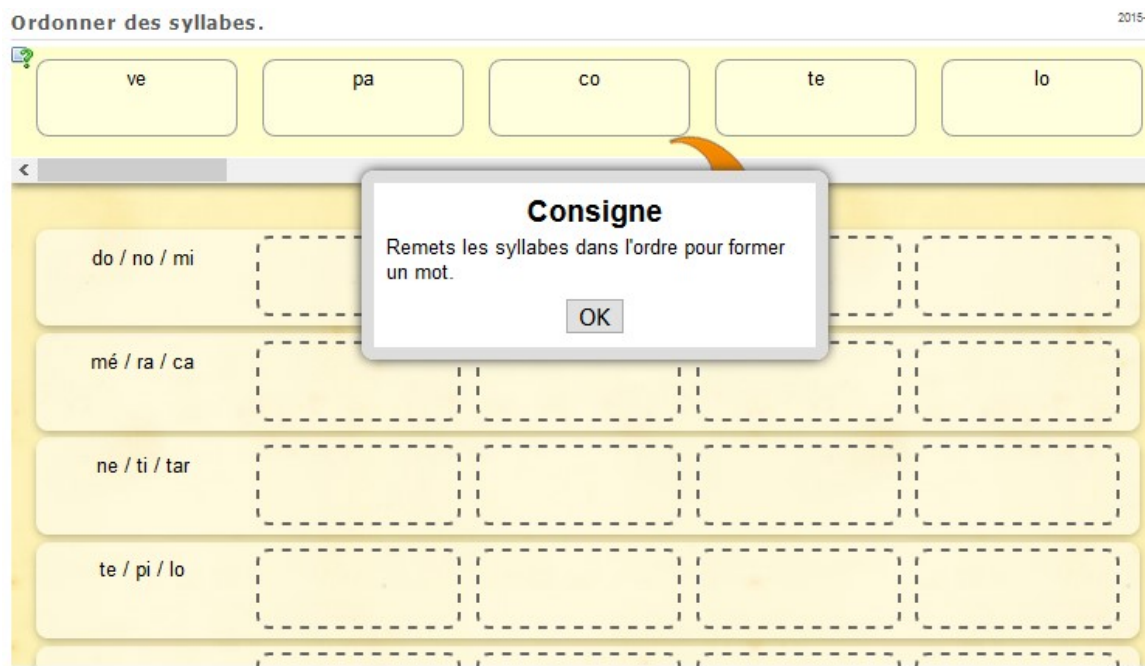 Ordonner des syllabes.
2015-
ve
pa
co
te
lo
Consigne
Remets les syllabes dans l'ordre pour former
un mot.
OK
do / no / mi
mé / ra / ca
ne / ti / tar
te / pi / lo